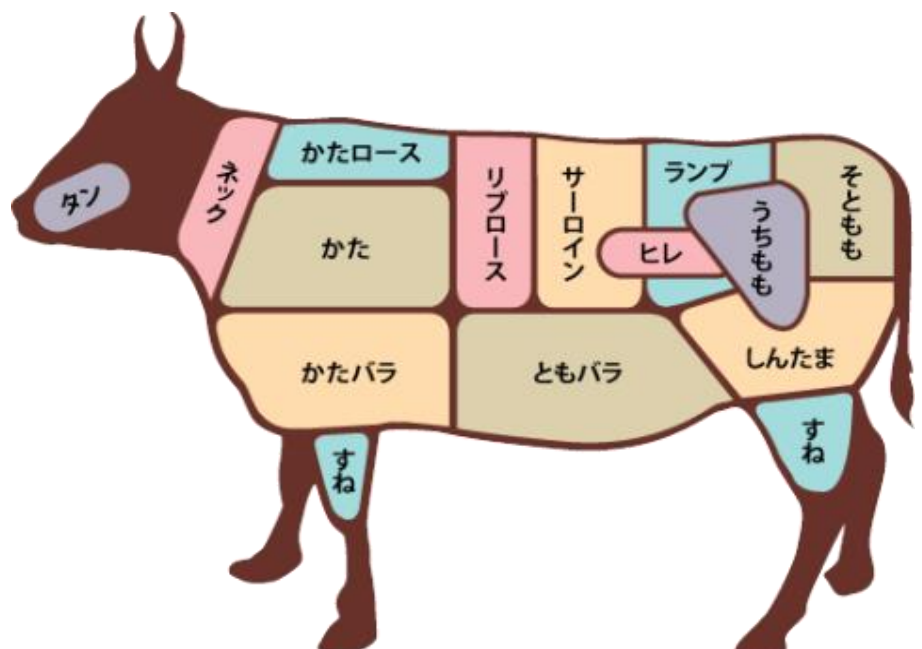 タン
ネック
かたロース
かた
かたバラ
リブロース
サーロイン
ヒレ
ランプ
うちもも
そともも
ともバラ
しんたま
すね
すね